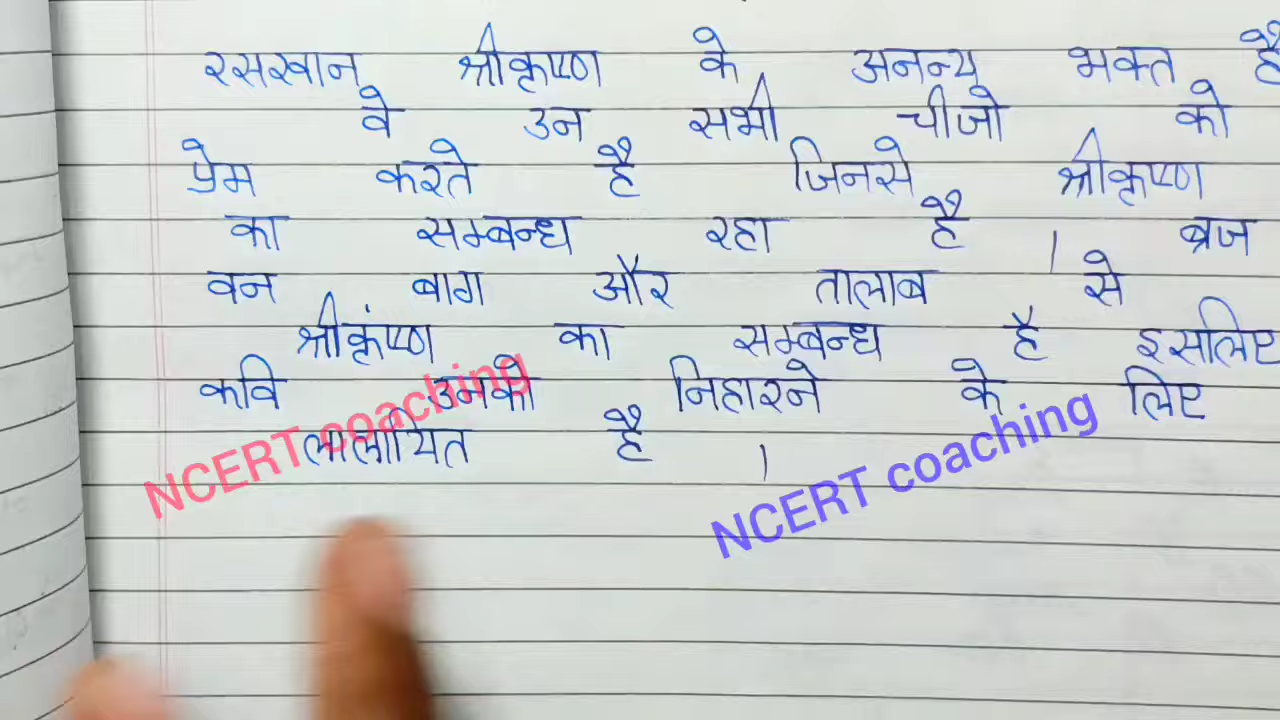 रसखान श्रीकृष्ण के अनन्य भक्त है
वे उन सभी चीजो को
प्रेम करते है जिनसे श्रीकृष्ण
का सम्बन्ध रहा है । ब्रज
वन बाग और तालाब से
श्रीकृंष्ण का सम्बन्ध है इसलिए
कवि उनको निहारने के लिए
लालायित है ।
NCERT coaching
NCERT coaching